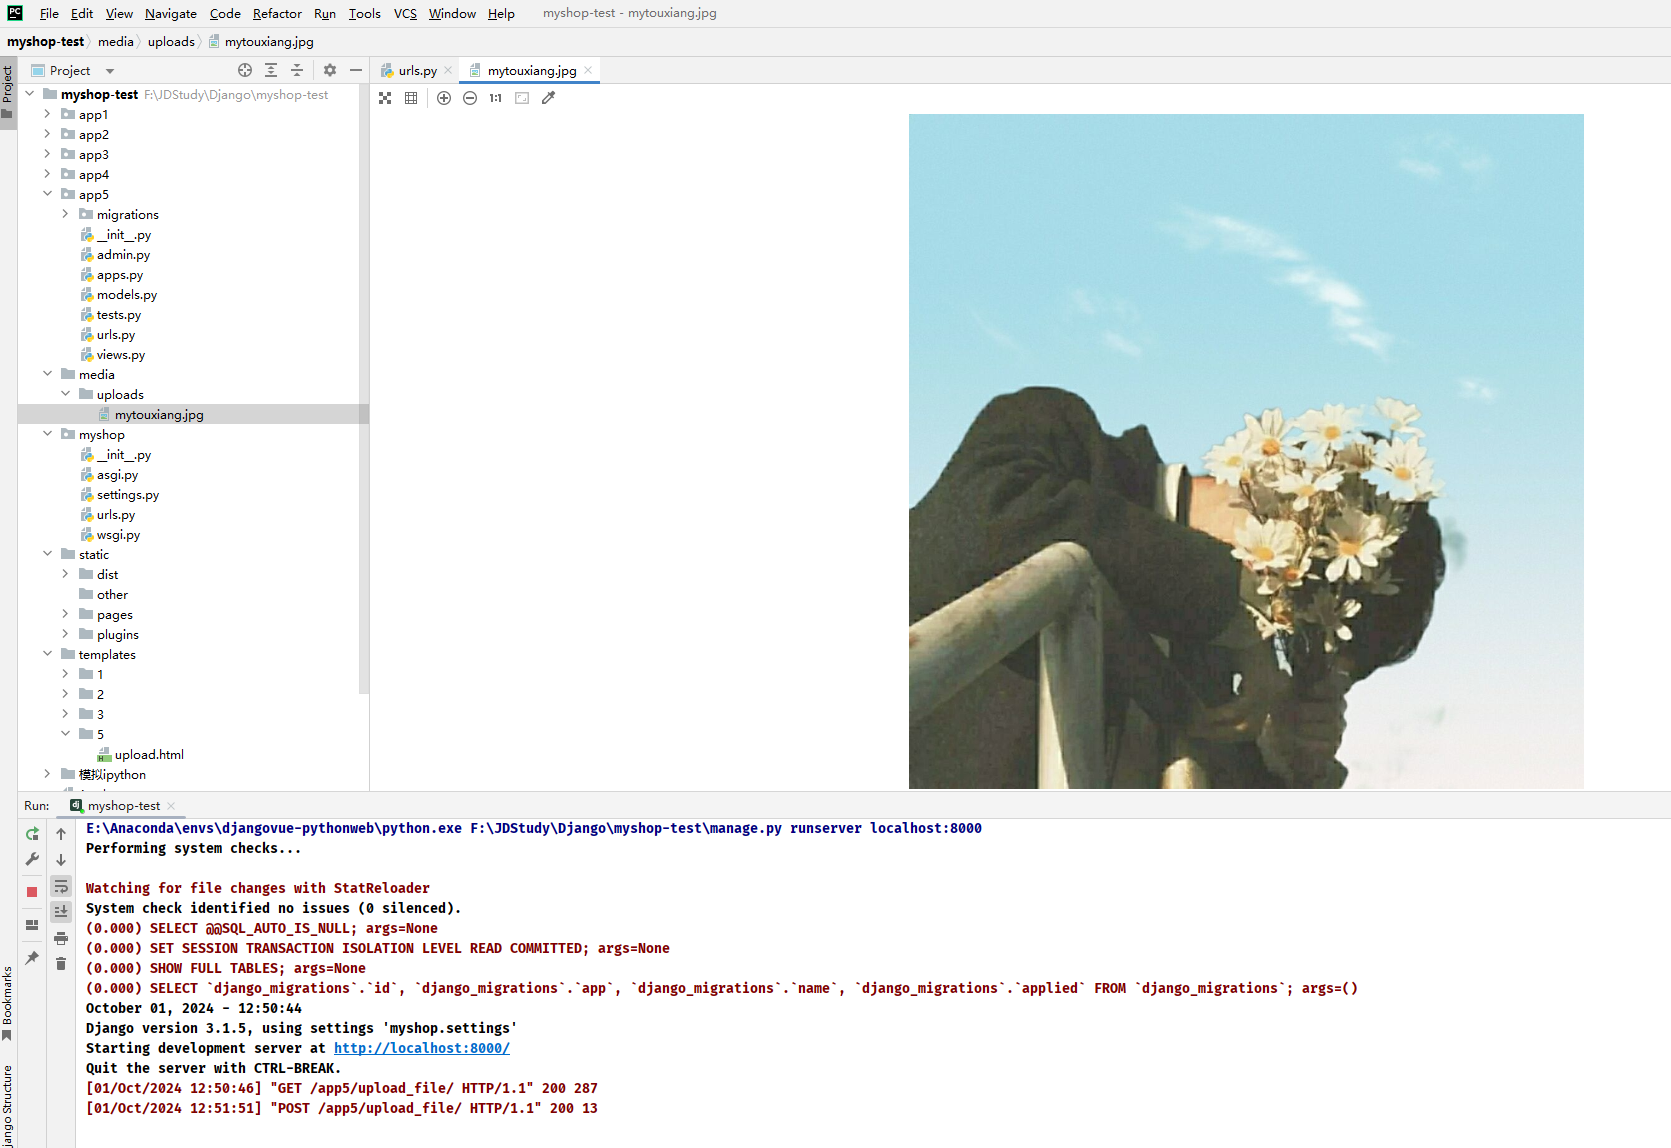 PC File Edit View Navigate Code Refactor Run Tools VCS Window Help myshop-test - mytouxiang.jpg
myshop-test media uploads mytouxiang.jpg
Project
Project
urls.py mytouxiang.jpg
1:1
myshop-test F:\JDStudy\Django\myshop-test
app1
app2
app3
app4
app5
migrations
__init__.py
admin.py
apps.py
models.py
tests.py
urls.py
views.py
media
uploads
mytouxiang.jpg
myshop
__init__.py
asgi.py
settings.py
urls.py
wsgi.py
static
dist
other
pages
plugins
templates
1
2
3
5
H upload.html
模拟ipython
Run: dj myshop-test
E:\Anaconda\envs\djangovue-pythonweb\python.exe F:\JDStudy\Django\myshop-test\manage.py runserver localhost:8000
Performing system checks...
Watching for file changes with StatReloader
System check identified no issues (0 silenced).
(0.000) SELECT @@SQL_AUTO_IS_NULL; args=None
(0.000) SET SESSION TRANSACTION ISOLATION LEVEL READ COMMITTED; args=None
(0.000) SHOW FULL TABLES; args=None
(0.000) SELECT `django_migrations`.`id`, `django_migrations`.`app`, `django_migrations`.`name`, `django_migrations`.`applied` FROM `django_migrations`; args=()
October 01, 2024 - 12:50:44
Django version 3.1.5, using settings 'myshop.settings'
Starting development server at http://localhost:8000/
Quit the server with CTRL-BREAK.
[01/Oct/2024 12:50:46] "GET /app5/upload_file/ HTTP/1.1" 200 287
[01/Oct/2024 12:51:51] "POST /app5/upload_file/ HTTP/1.1" 200 13
Bookmarks
jango Structure